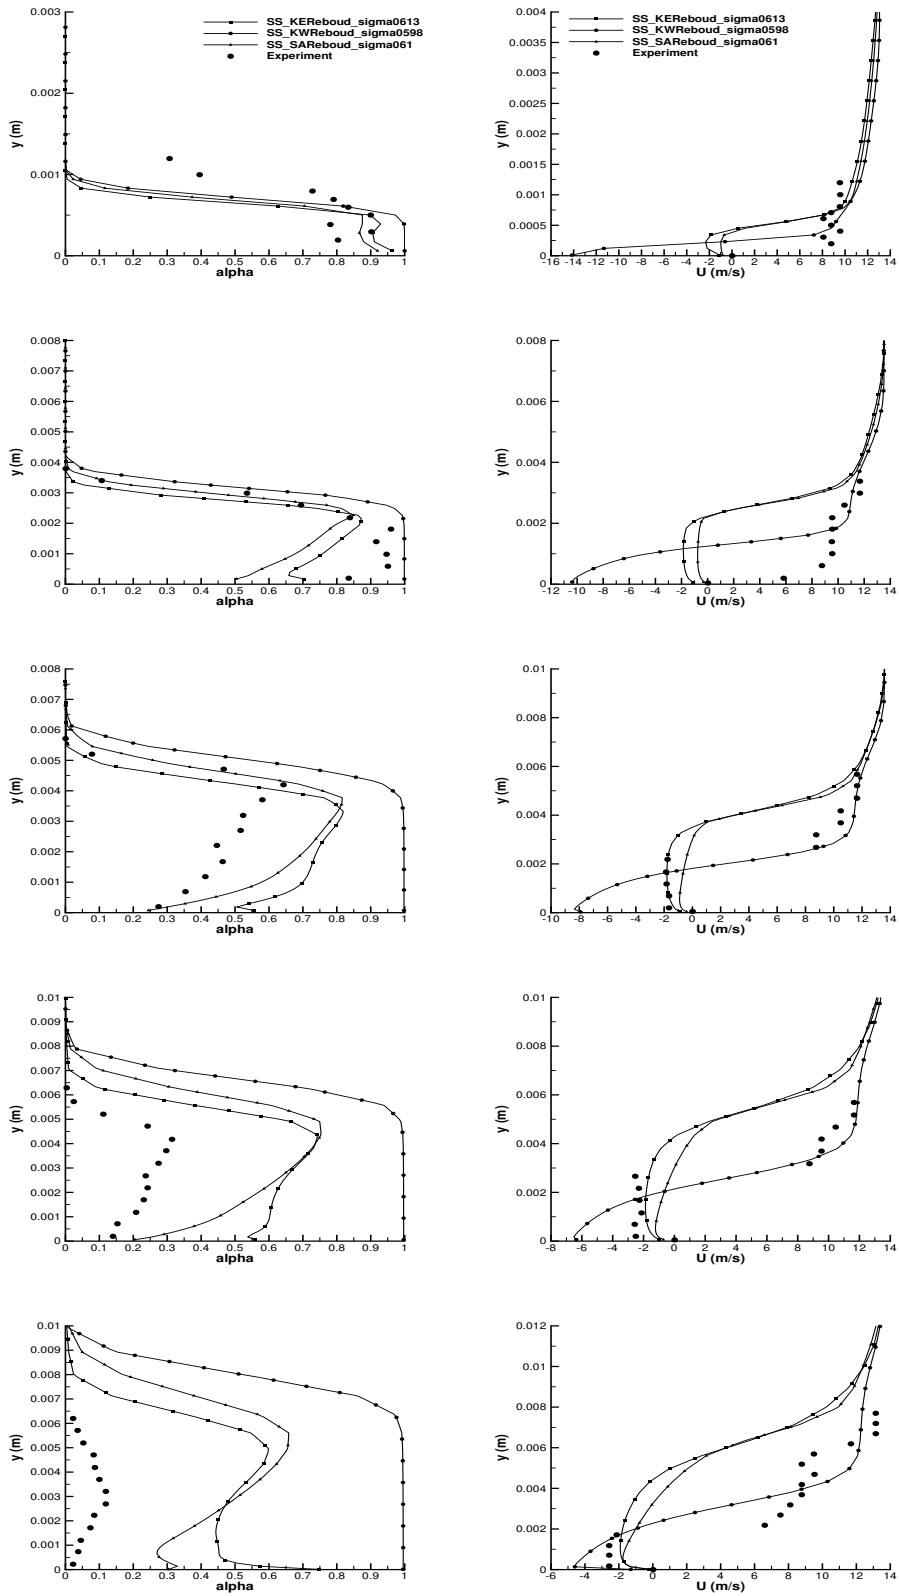 SS_KEReboud_sigma0613
SS_KWReboud_sigma0598
SS_SAReboud_sigma061
Experiment
y (m)
0.003
0.002
0.001
0
0 0.1 0.2 0.3 0.4 0.5 0.6 0.7 0.8 0.9 1
alpha
SS_KEReboud_sigma0613
SS_KWReboud_sigma0598
SS_SAReboud_sigma061
Experiment
y (m)
0.004
0.0035
0.003
0.0025
0.002
0.0015
0.001
0.0005
0
-16 -14 -12 -10 -8 -6 -4 -2 0 2 4 6 8 10 12 14
U (m/s)
y (m)
0.008
0.007
0.006
0.005
0.004
0.003
0.002
0.001
0
0 0.1 0.2 0.3 0.4 0.5 0.6 0.7 0.8 0.9 1
alpha
y (m)
0.008
0.006
0.004
0.002
0
-12 -10 -8 -6 -4 -2 0 2 4 6 8 10 12 14
U (m/s)
y (m)
0.008
0.007
0.006
0.005
0.004
0.003
0.002
0.001
0
0 0.1 0.2 0.3 0.4 0.5 0.6 0.7 0.8 0.9 1
alpha
y (m)
0.01
0.008
0.006
0.004
0.002
0
-10 -8 -6 -4 -2 0 2 4 6 8 10 12 14
U (m/s)
y (m)
0.01
0.009
0.008
0.007
0.006
0.005
0.004
0.003
0.002
0.001
0
0 0.1 0.2 0.3 0.4 0.5 0.6 0.7 0.8 0.9 1
alpha
y (m)
0.01
0.008
0.006
0.004
0.002
0
-8 -6 -4 -2 0 2 4 6 8 10 12 14
U (m/s)
y (m)
0.01
0.009
0.008
0.007
0.006
0.005
0.004
0.003
0.002
0.001
0
0 0.1 0.2 0.3 0.4 0.5 0.6 0.7 0.8 0.9 1
alpha
y (m)
0.012
0.01
0.008
0.006
0.004
0.002
0
-6 -4 -2 0 2 4 6 8 10 12 14
U (m/s)